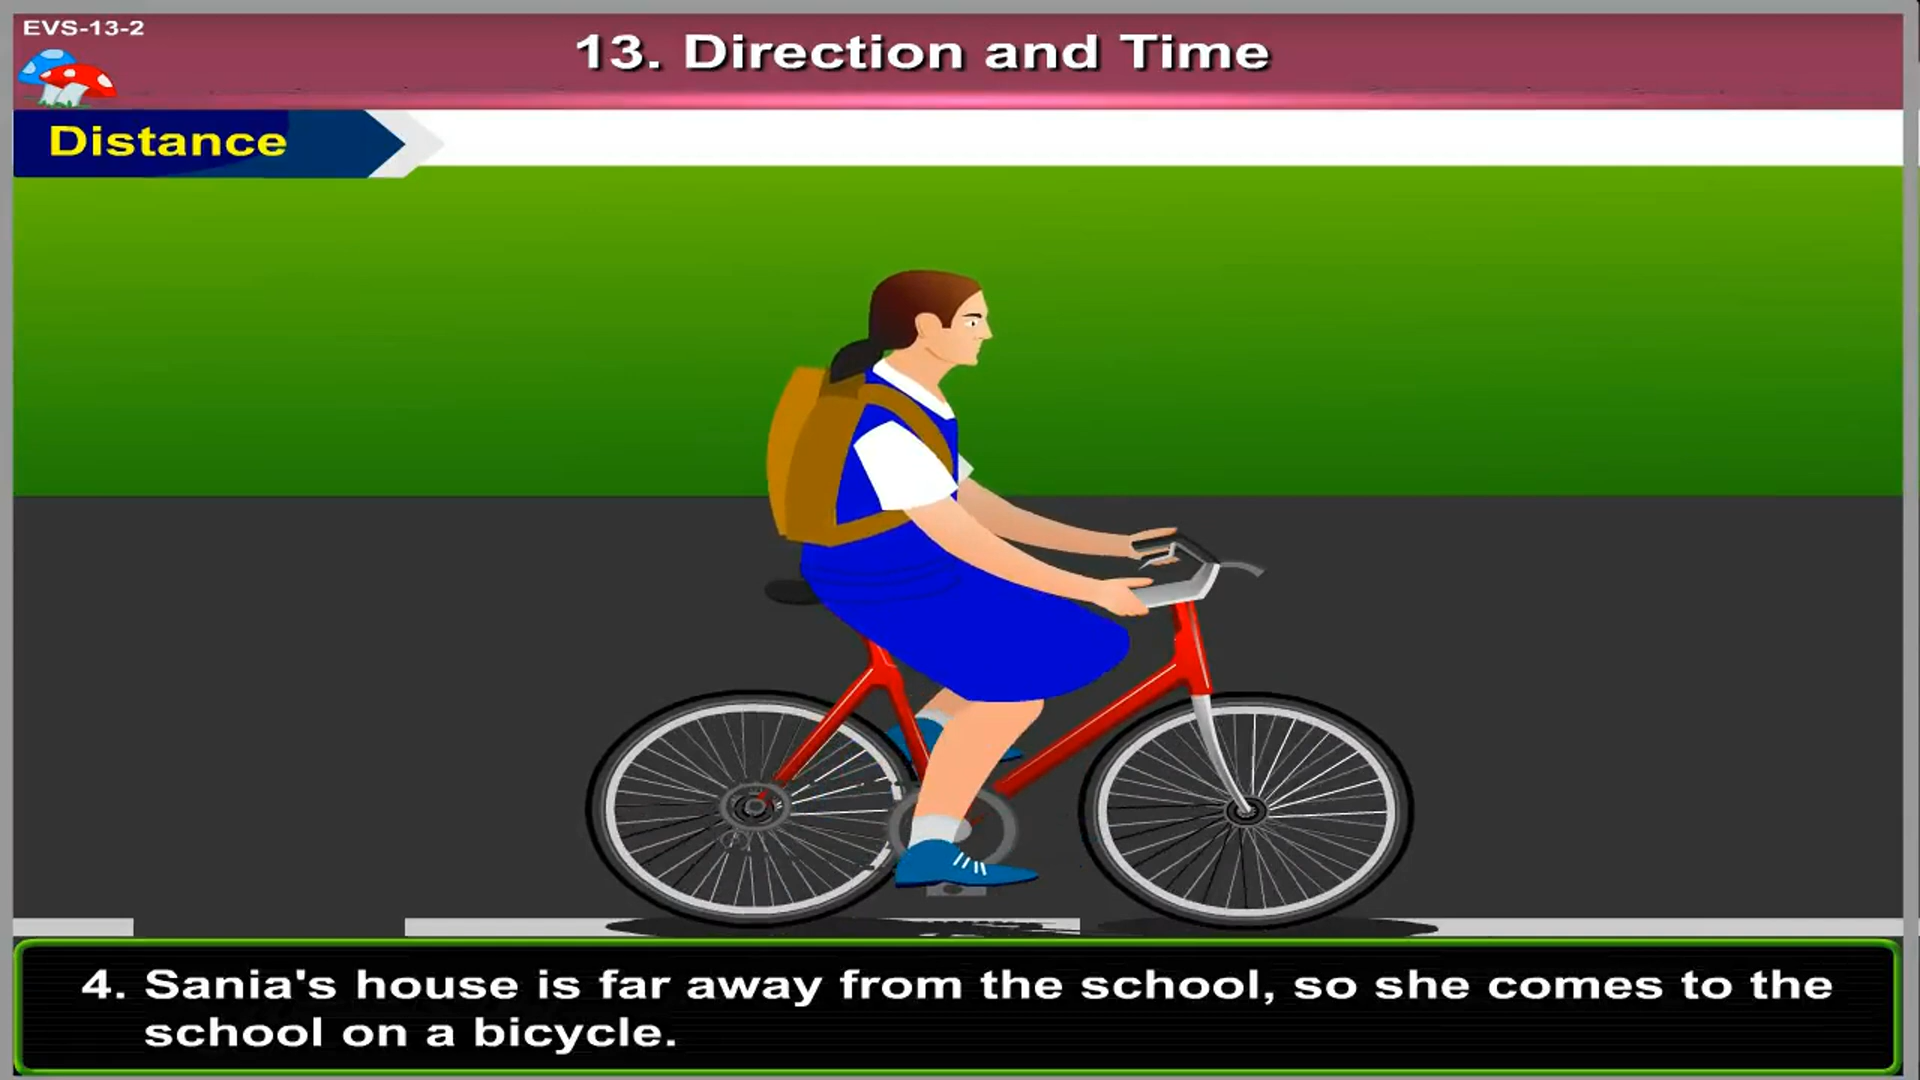 EVS-13-2
13. Direction and Time
Distance
4. Sania's house is far away from the school, so she comes to the
school on a bicycle.